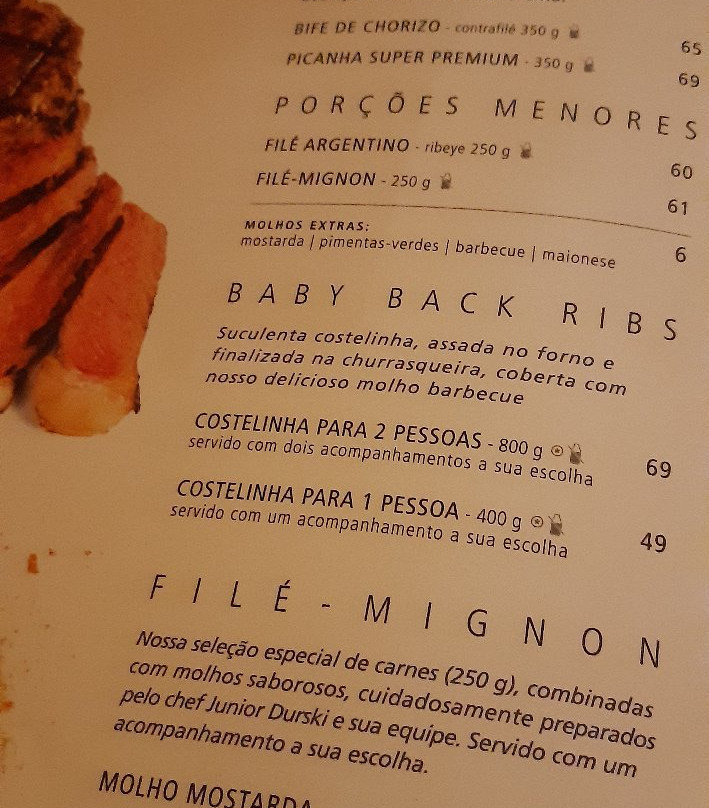 BIFE DE CHORIZO - contrafilé 350 g 65
PICANHA SUPER PREMIUM - 350 g 69
PORÇÕES MENORES
FILÉ ARGENTINO - ribeye 250 g 60
FILÉ-MIGNON - 250 g 61
MOLHOS EXTRAS:
mostarda | pimentas-verdes | barbecue | maionese 6
BABY BACK RIBS
Suculenta costelinha, assada no forno e
finalizada na churrasqueira, coberta com
nosso delicioso molho barbecue
COSTELINHA PARA 2 PESSOAS - 800 g 69
servido com dois acompanhamentos a sua escolha
COSTELINHA PARA 1 PESSOA - 400 g 49
servido com um acompanhamento a sua escolha
FILÉ-MIGNON
Nossa seleção especial de carnes (250 g), combinadas
com molhos saborosos, cuidadosamente preparados
pelo chef Junior Durski e sua equipe. Servido com um
acompanhamento a sua escolha.
MOLHO MOSTARDA